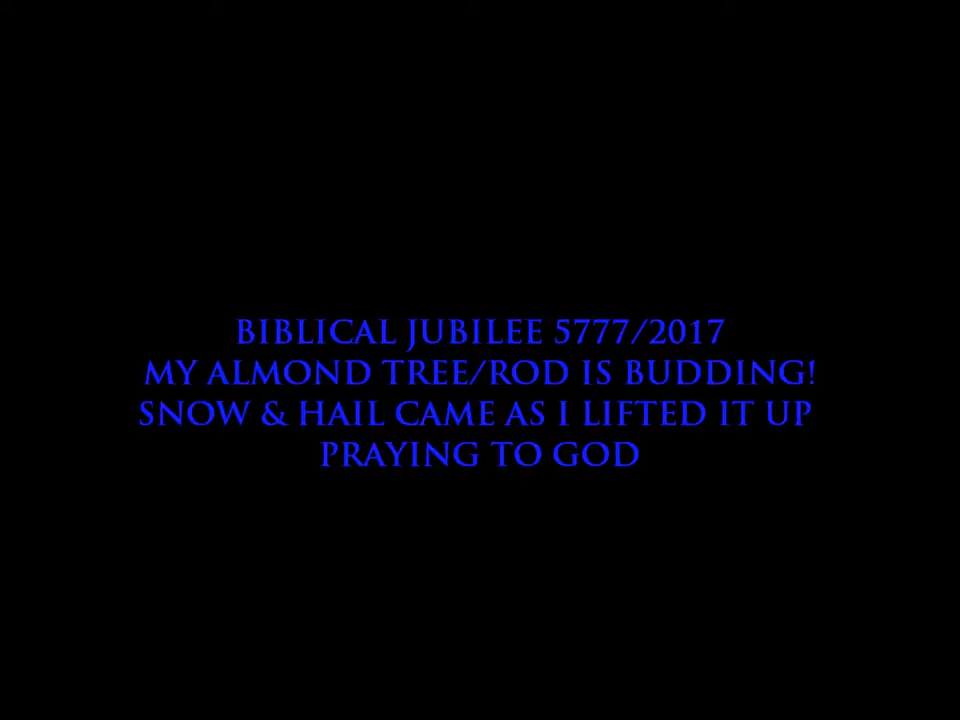 BIBLICAL JUBILEE 5777/2017
MY ALMOND TREE/ROD IS BUDDING!
SNOW & HAIL CAME AS I LIFTED IT UP
PRAYING TO GOD